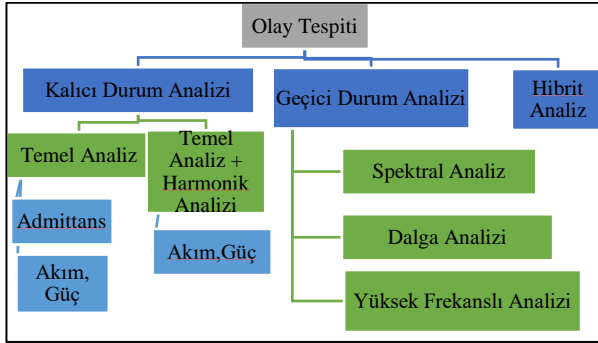 Olay Tespiti
Kalıcı Durum Analizi
Geçici Durum Analizi
Hibrit
Analiz
Temel Analiz
Temel
Analiz +
Harmonik
Analizi
Spektral Analiz
Admittans
Dalga Analizi
Akım,
Güç
Akım,Güç
Yüksek Frekanslı Analizi